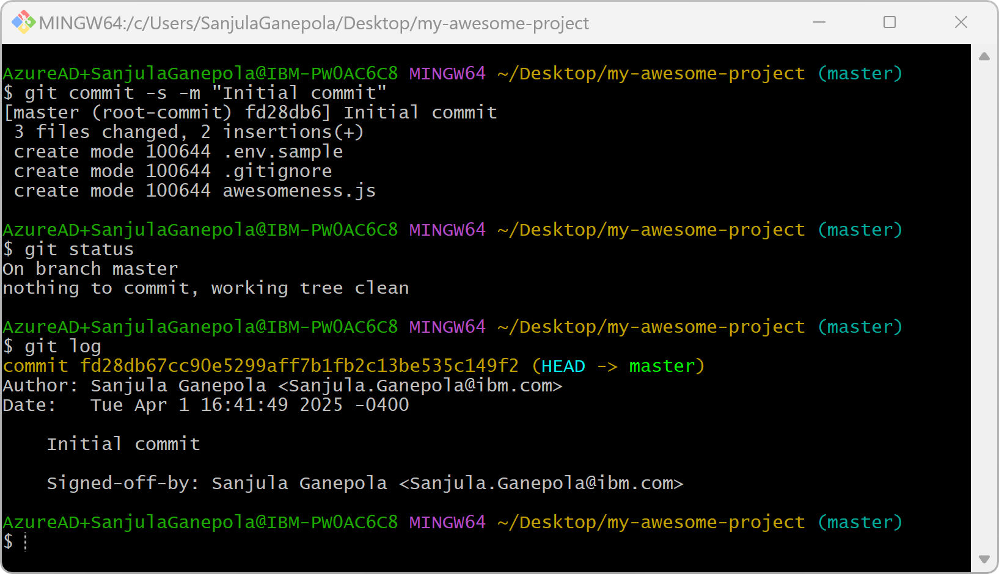 MINGW64:/c/Users/SanjulaGanepola/Desktop/my-awesome-project
AzureAD+SanjulaGanepola@IBM-PW0AC6C8 MINGW64 ~/Desktop/my-awesome-project (master)
$ git commit -s -m "Initial commit"
[master (root-commit) fd28db6] Initial commit
 3 files changed, 2 insertions(+)
 create mode 100644 .env.sample
 create mode 100644 .gitignore
 create mode 100644 awesomeness.js
AzureAD+SanjulaGanepola@IBM-PW0AC6C8 MINGW64 ~/Desktop/my-awesome-project (master)
$ git status
On branch master
nothing to commit, working tree clean
AzureAD+SanjulaGanepola@IBM-PW0AC6C8 MINGW64 ~/Desktop/my-awesome-project (master)
$ git log
commit fd28db67cc90e5299aff7b1fb2c13be535c149f2 (HEAD -> master)
Author: Sanjula Ganepola <Sanjula.Ganepola@ibm.com>
Date:   Tue Apr 1 16:41:49 2025 -0400
    Initial commit
    Signed-off-by: Sanjula Ganepola <Sanjula.Ganepola@ibm.com>
AzureAD+SanjulaGanepola@IBM-PW0AC6C8 MINGW64 ~/Desktop/my-awesome-project (master)
$